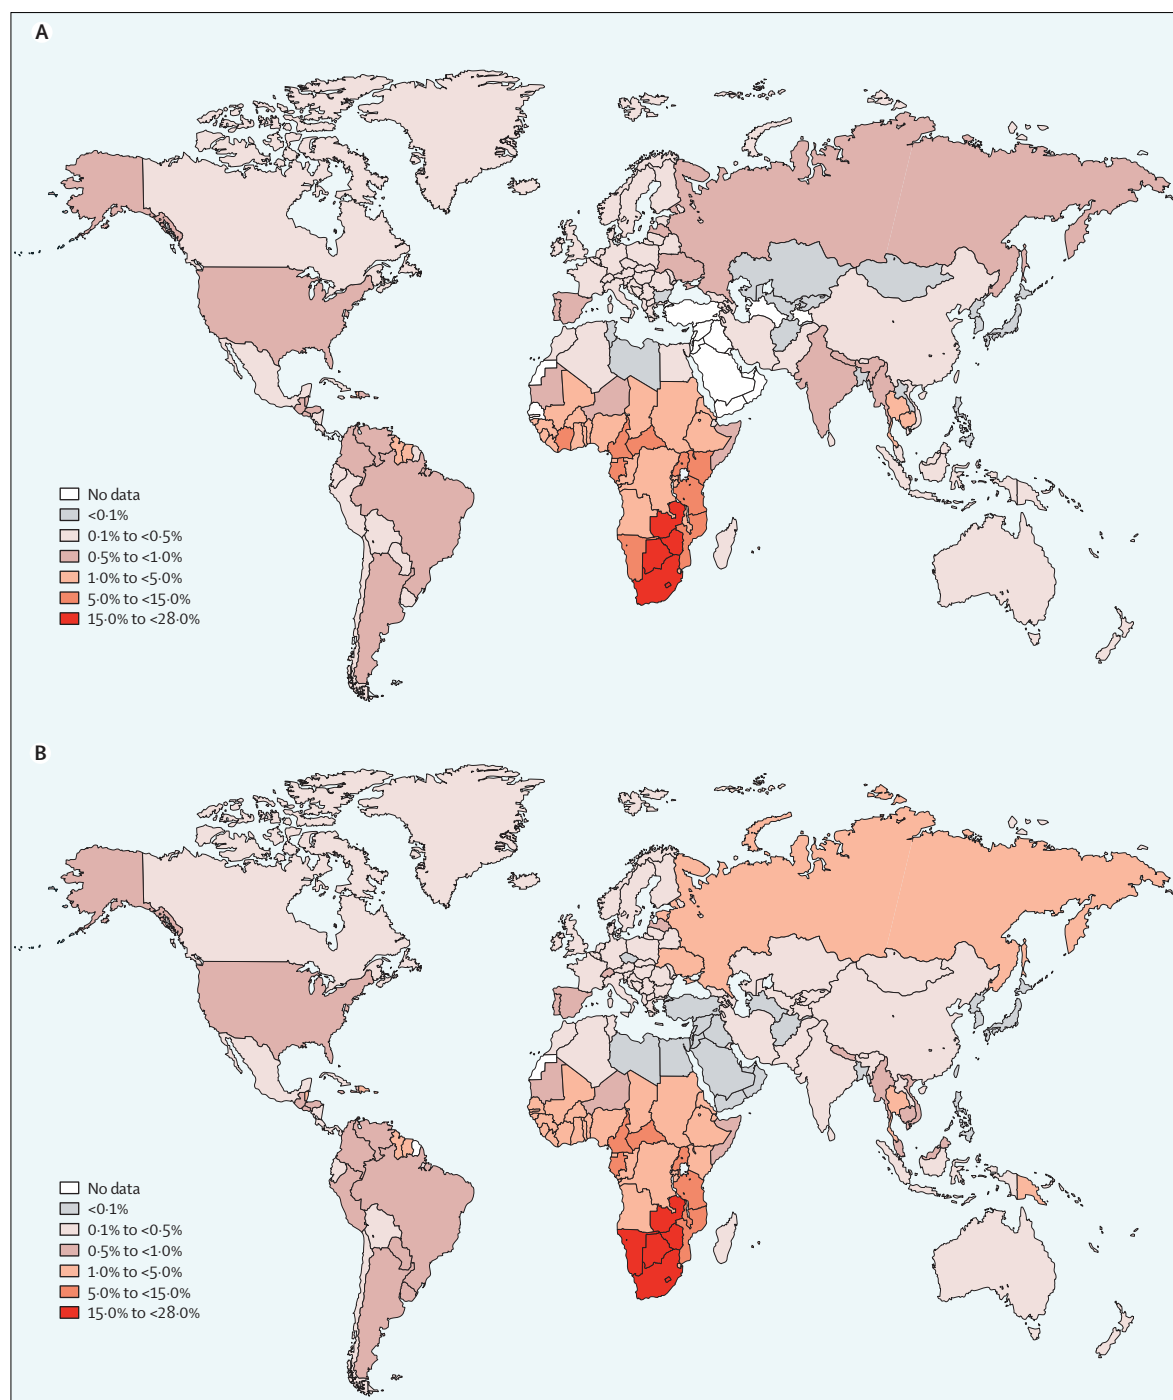 A
No data
<0·1%
0·1% to <0·5%
0·5% to <1·0%
1·0% to <5·0%
5·0% to <15·0%
15·0% to <28·0%
B
No data
<0·1%
0·1% to <0·5%
0·5% to <1·0%
1·0% to <5·0%
5·0% to <15·0%
15·0% to <28·0%